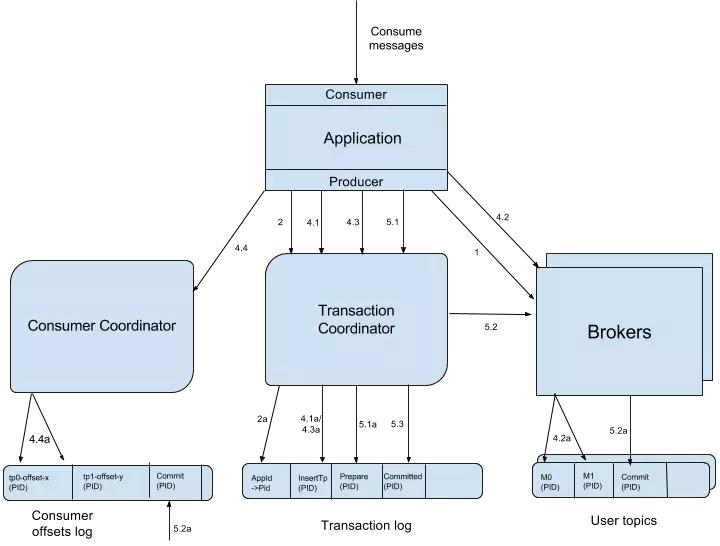 Consume
messages
Consumer
Application
Producer
4.4
2
4.1
4.3
5.1
1
4.2
Consumer Coordinator
Transaction
Coordinator
5.2
Brokers
4.4a
2a
4.1a/
4.3a
5.1a
5.3
4.2a
5.2a
tp0-offset-x
(PID)
tp1-offset-y
(PID)
Commit
(PID)
AppId
->Pid
InsertTp
(PID)
Prepare
(PID)
Committed
(PID)
M0
(PID)
M1
(PID)
Commit
(PID)
Consumer
offsets log
5.2a
Transaction log
User topics